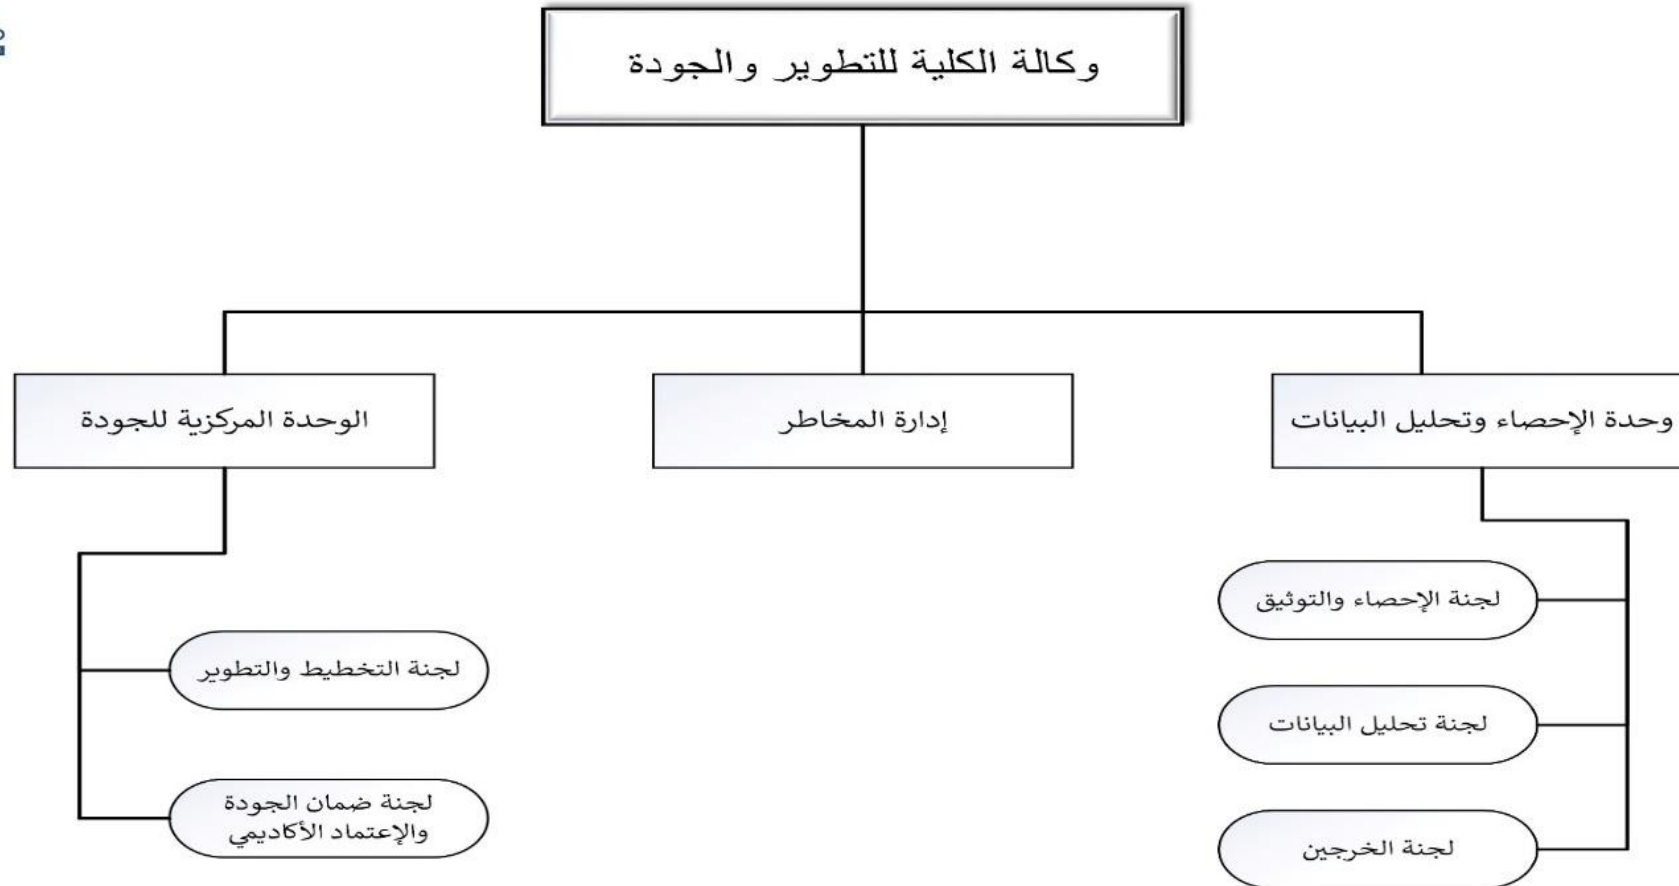 وكالة الكلية للتطوير والجودة
وحدة الإحصاء وتحليل البيانات
إدارة المخاطر
الوحدة المركزية للجودة
لجنة الإحصاء والتوثيق
لجنة تحليل البيانات
لجنة الخرجين
لجنة التخطيط والتطوير
لجنة ضمان الجودة
والإعتماد الأكاديمي